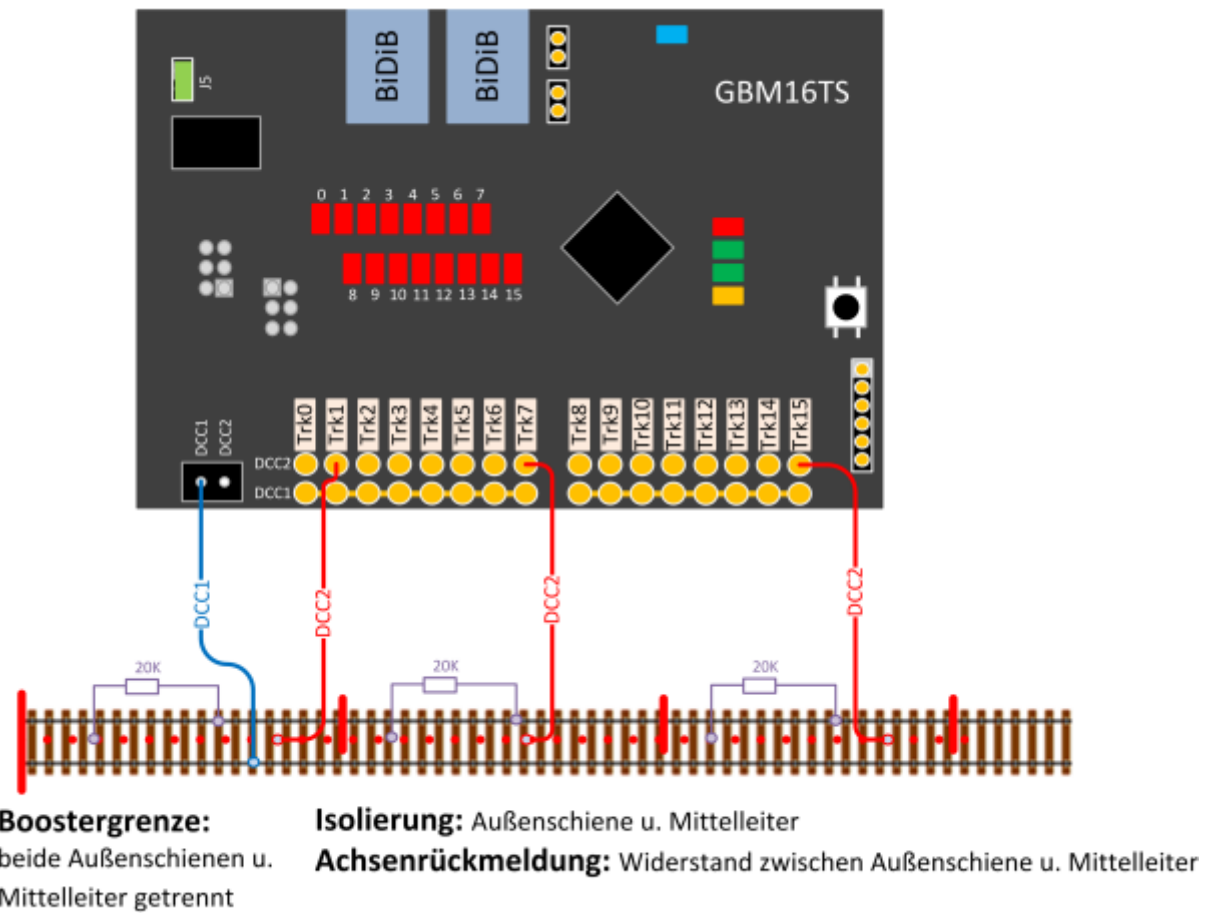 BiDiB
BiDiB
J5
GBM16TS
0 1 2 3 4 5 6 7
8 9 10 11 12 13 14 15
Trk0 Trk1 Trk2 Trk3 Trk4 Trk5 Trk6 Trk7 Trk8 Trk9 Trk10 Trk11 Trk12 Trk13 Trk14 Trk15
DCC1 DCC2
DCC2
DCC1
DCC1
DCC2
DCC2
DCC2
20K
20K
20K
Boostergrenze:
beide Außenschienen u.
Mittelleiter getrennt
Isolierung: Außenschiene u. Mittelleiter
Achsenrückmeldung: Widerstand zwischen Außenschiene u. Mittelleiter